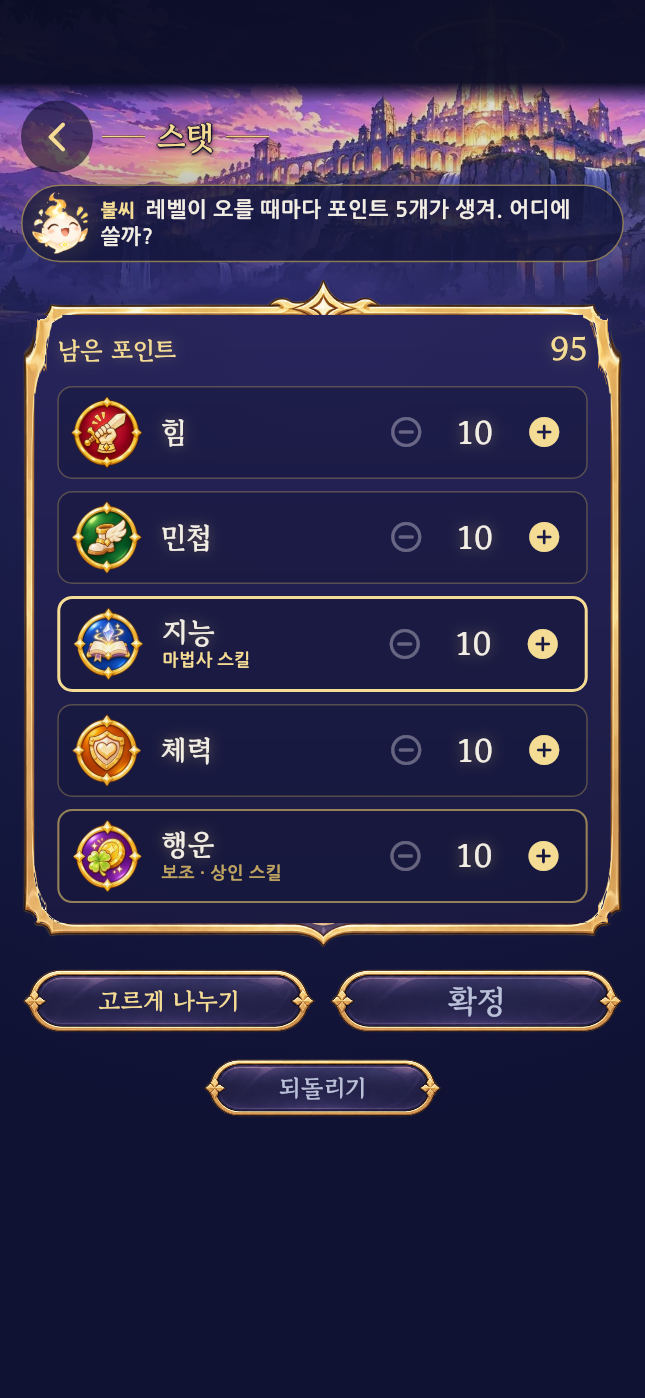 스탯
불씨 레벨이 오를 때마다 포인트 5개가 생겨. 어디에
쓸까?
남은 포인트 95
힘 10
민첩 10
지능 10
마법사 스킬
체력 10
행운 10
보조 · 상인 스킬
고르게 나누기 확정
되돌리기